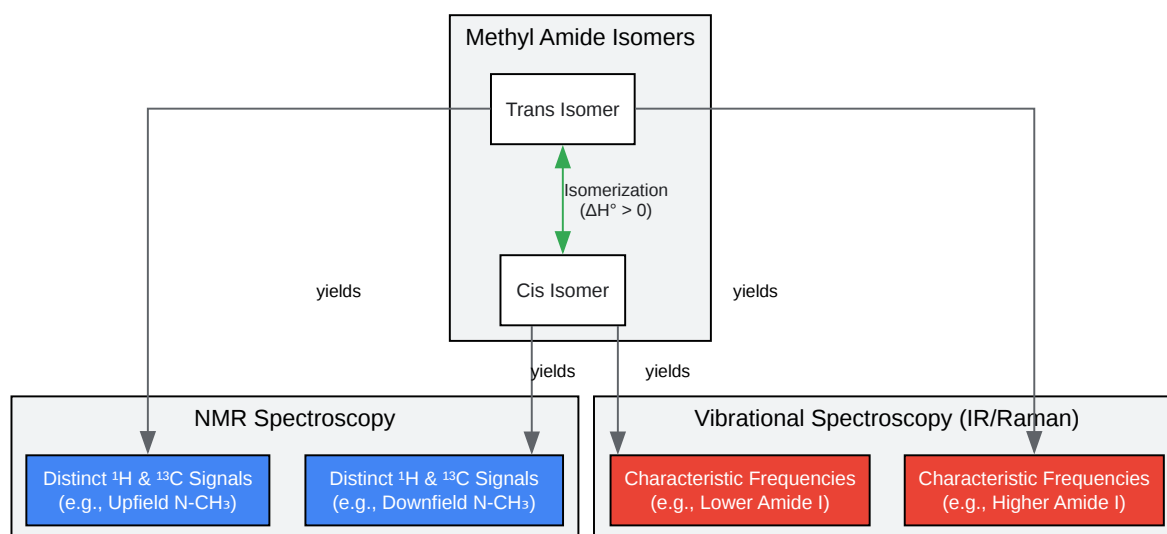 Methyl Amide Isomers
Trans Isomer
Isomerization
(ΔH° > 0)
Cis Isomer
yields
yields
yields
yields
NMR Spectroscopy
Distinct ¹H & ¹³C Signals
(e.g., Upfield N-CH₃)
Distinct ¹H & ¹³C Signals
(e.g., Downfield N-CH₃)
Vibrational Spectroscopy (IR/Raman)
Characteristic Frequencies
(e.g., Lower Amide I)
Characteristic Frequencies
(e.g., Higher Amide I)